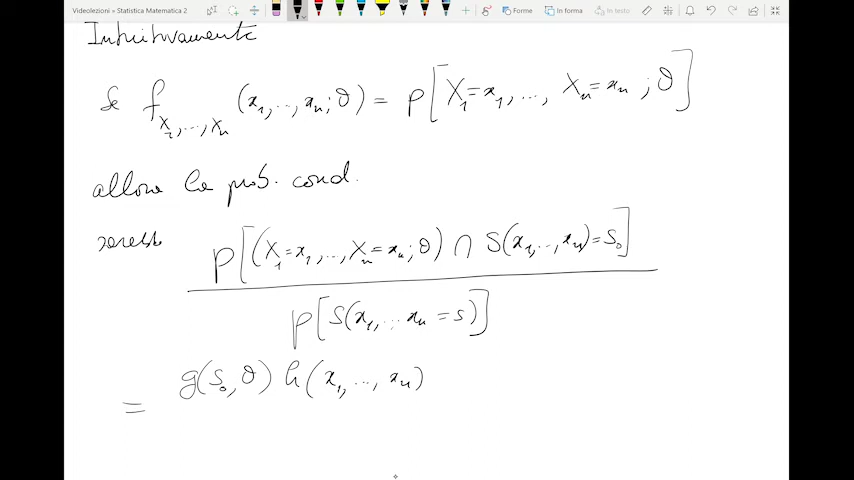 Videolezioni » Statistica Matematica 2
Forme
In forma
In testo
Intuitivamente
Se f_{X_1,...,X_n} (x_1,...,x_n;θ) = P[X_1=x_1,..., X_n=x_n ; θ]
allora la prob. cond.
sarebbe P[(X_1=x_1,...,X_n=x_n;θ) ∩ S(x_1,...,x_n)=S_0]
P[S(x_1,... x_n = s)]
= g(S_0,θ) h(x_1,...,x_n)